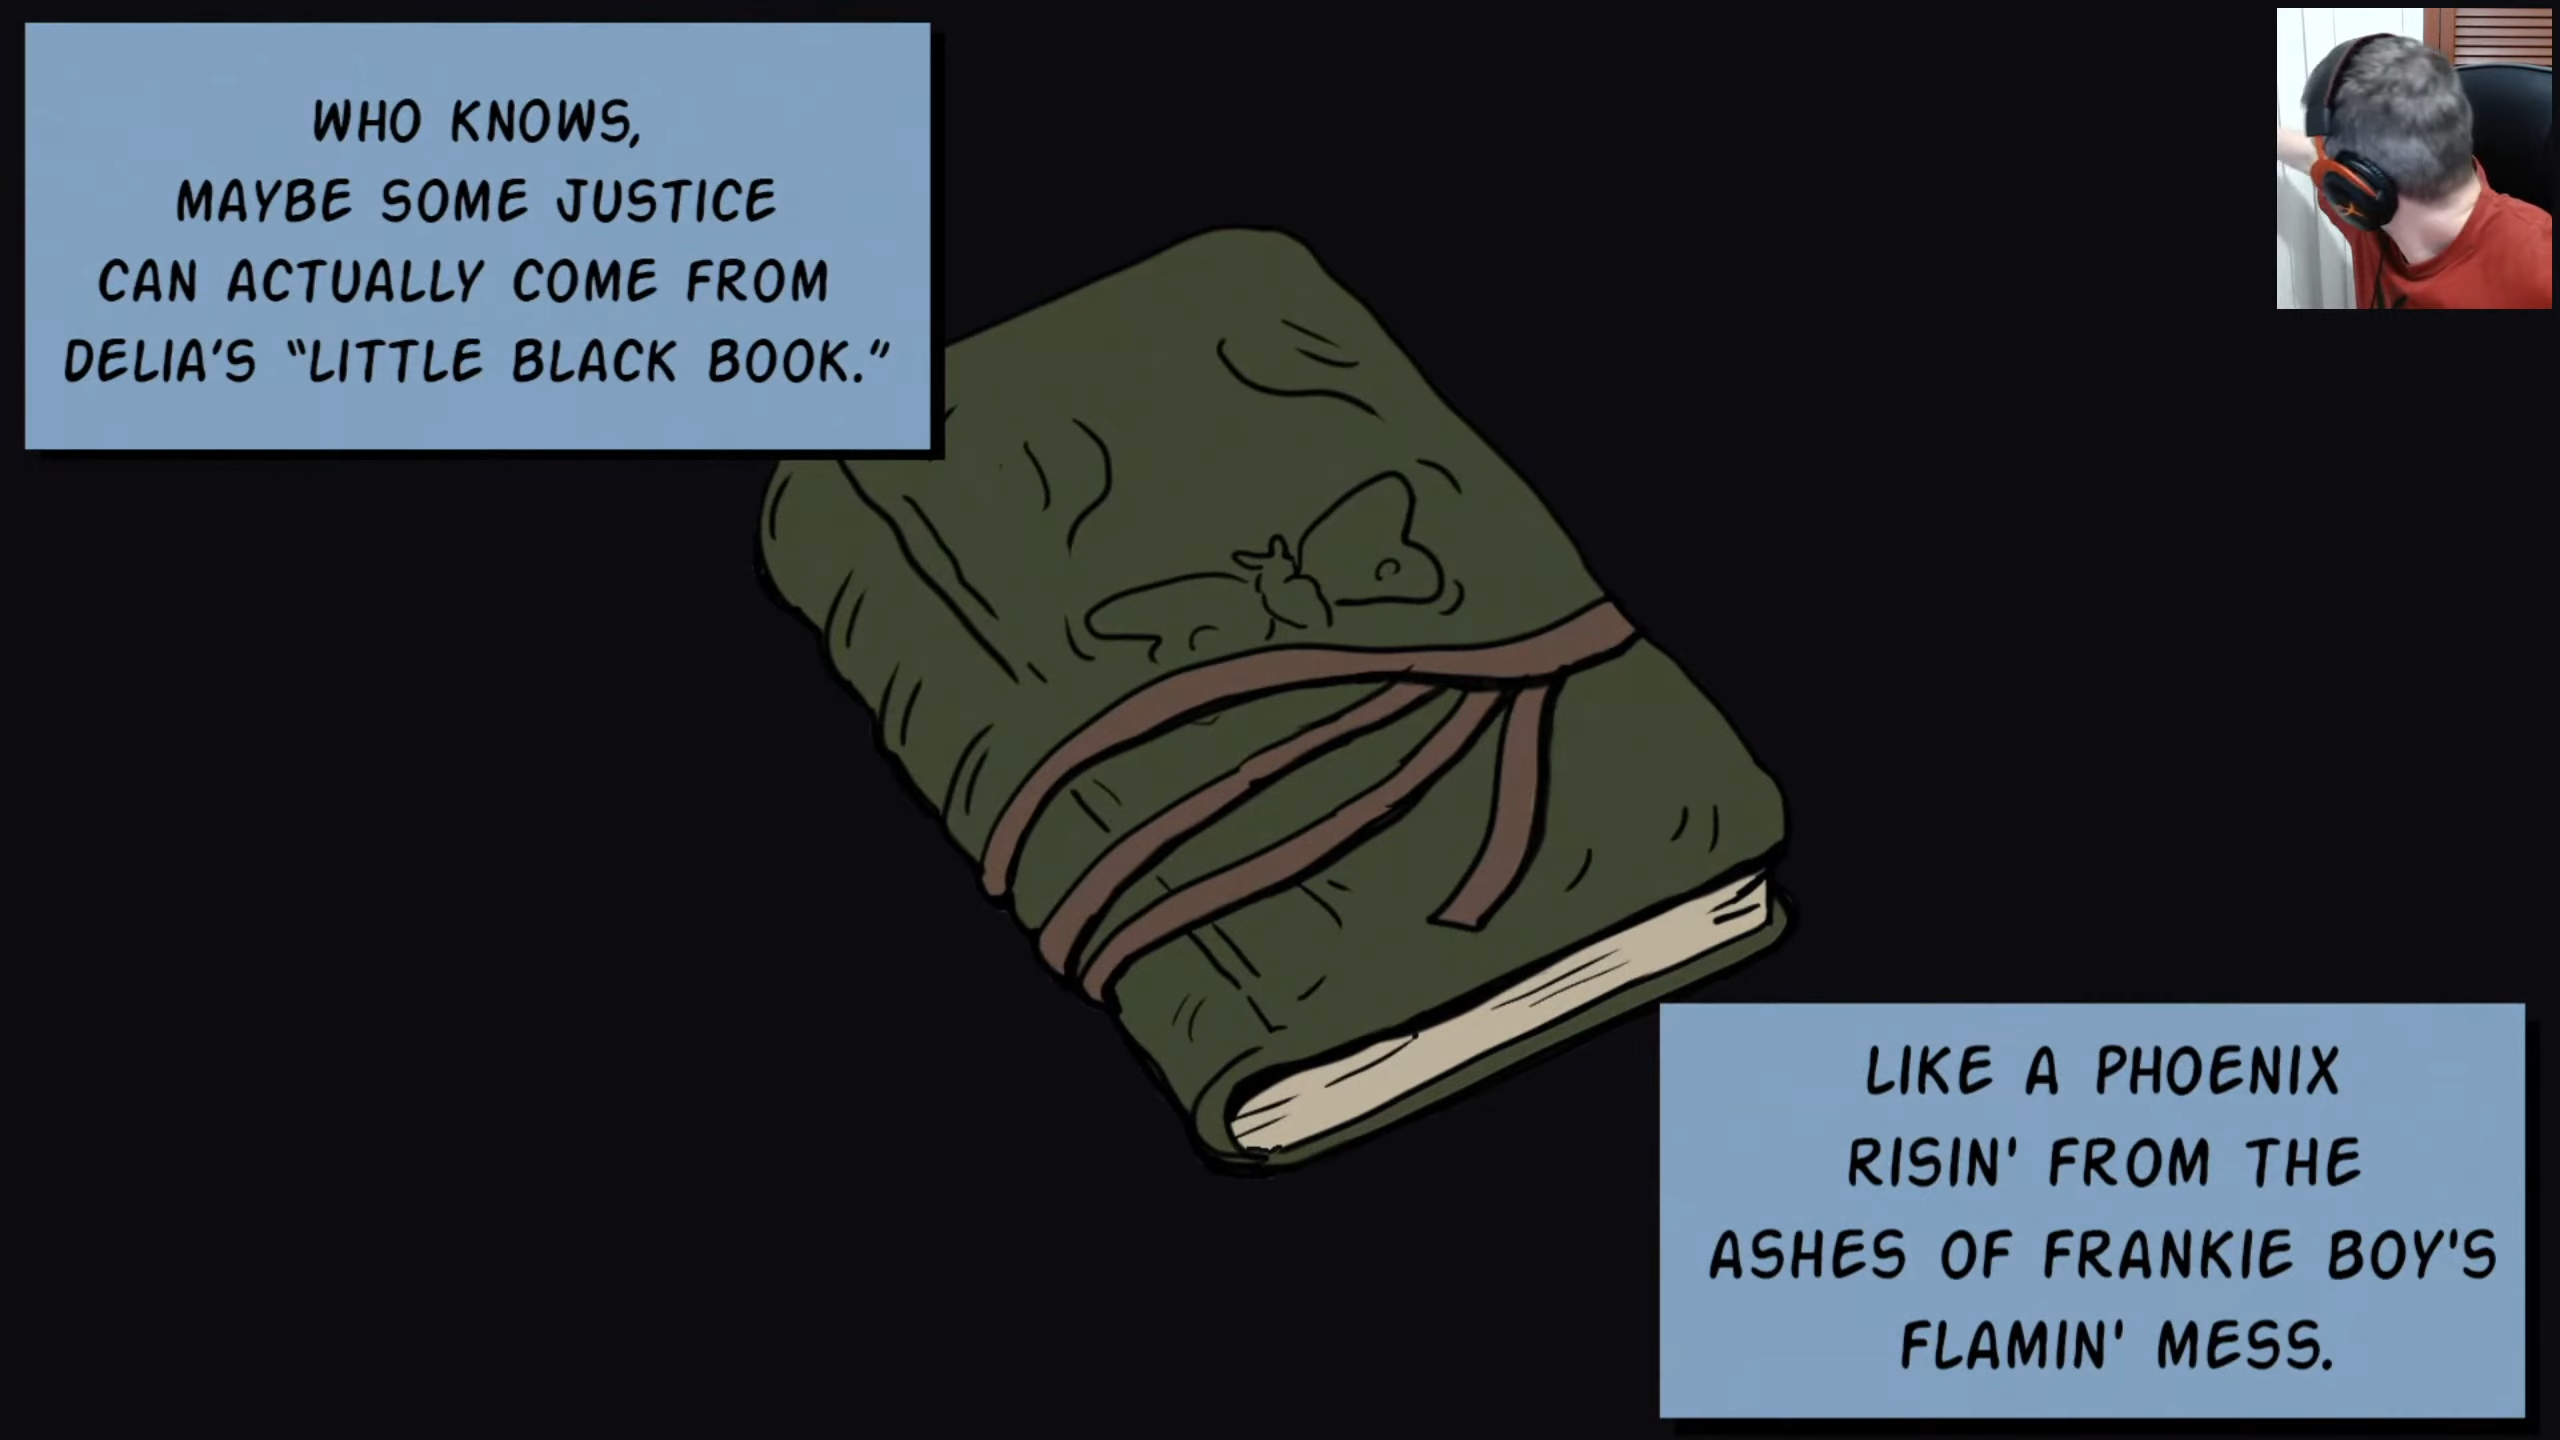 WHO KNOWS,
MAYBE SOME JUSTICE
CAN ACTUALLY COME FROM
DELIA'S "LITTLE BLACK BOOK."
LIKE A PHOENIX
RISIN' FROM THE
ASHES OF FRANKIE BOY'S
FLAMIN' MESS.